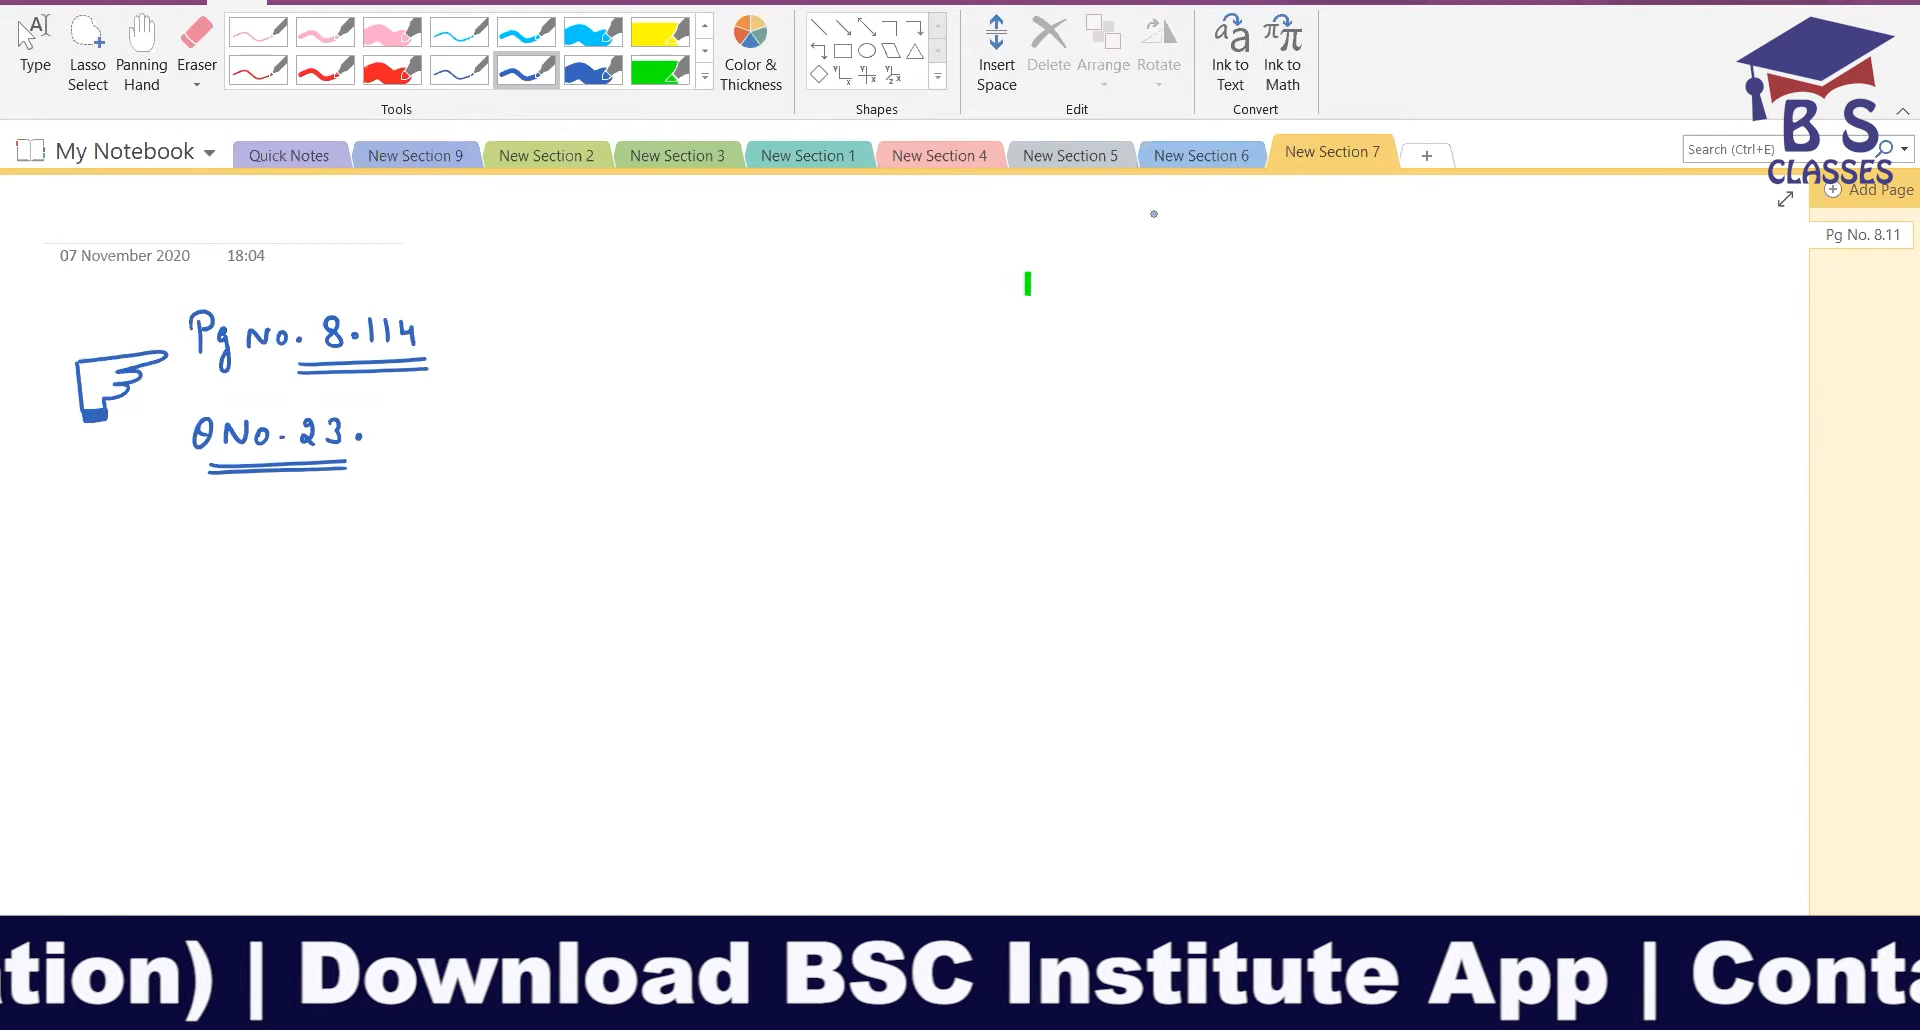 Type
Lasso Select
Panning Hand
Eraser
Color & Thickness
Insert Space
Delete
Arrange
Rotate
Ink to Text
Ink to Math
Tools
Shapes
Edit
Convert
B S
CLASSES
My Notebook
Quick Notes
New Section 9
New Section 2
New Section 3
New Section 1
New Section 4
New Section 5
New Section 6
New Section 7
Search (Ctrl+E)
Add Page
Pg No. 8.11
07 November 2020 18:04
Pg No. 8.114
Q No. 23.
ation) | Download BSC Institute App | Conta